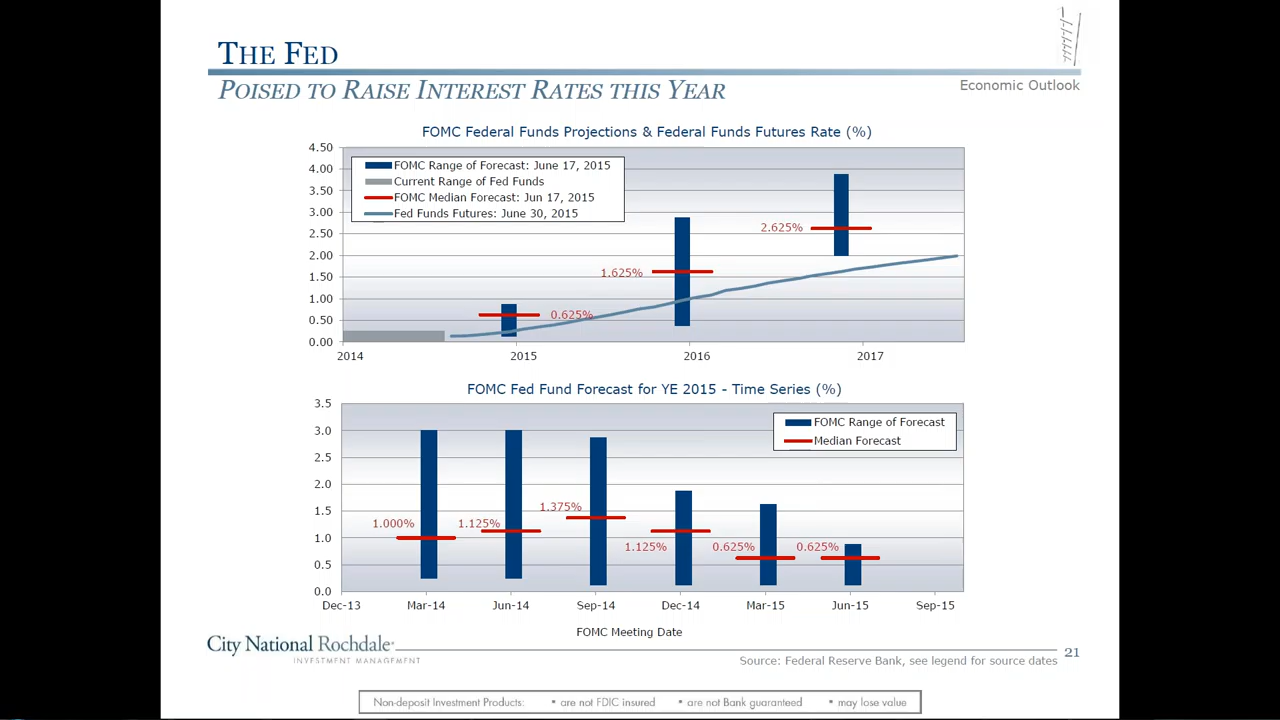 THE FED
POISED TO RAISE INTEREST RATES THIS YEAR
Economic Outlook
FOMC Federal Funds Projections & Federal Funds Futures Rate (%)
4.50
4.00
3.50
3.00
2.50
2.00
1.50
1.00
0.50
0.00
FOMC Range of Forecast: June 17, 2015
Current Range of Fed Funds
FOMC Median Forecast: Jun 17, 2015
Fed Funds Futures: June 30, 2015
2.625%
1.625%
0.625%
2014 2015 2016 2017
FOMC Fed Fund Forecast for YE 2015 - Time Series (%)
3.5
3.0
2.5
2.0
1.5
1.0
0.5
0.0
FOMC Range of Forecast
Median Forecast
1.000% 1.125% 1.375% 1.125% 0.625% 0.625%
Dec-13 Mar-14 Jun-14 Sep-14 Dec-14 Mar-15 Jun-15 Sep-15
FOMC Meeting Date
City National Rochdale
INVESTMENT MANAGEMENT
21
Source: Federal Reserve Bank, see legend for source dates
Non-deposit Investment Products: • are not FDIC insured • are not Bank guaranteed • may lose value